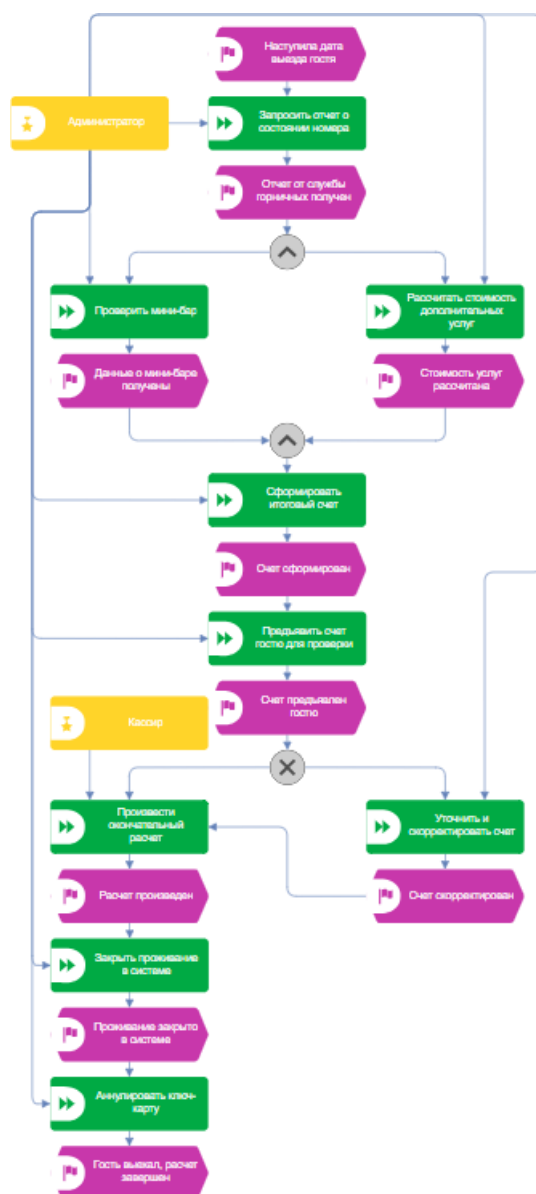 Наступила дата
выезда гостя
Администратор
Запросить отчет о
состоянии номера
Отчет от службы
горничных получен
Проверить мини-бар
Рассчитать стоимость
дополнительных
услуг
Данные о мини-баре
получены
Стоимость услуг
рассчитана
Сформировать
итоговый счет
Счет сформирован
Предъявить счет
гостю для проверки
Счет предъявлен
гостю
Кассир
Произвести
окончательный
расчет
Уточнить и
скорректировать счет
Расчет произведен
Счет скорректирован
Закрыть проживание
в системе
Проживание закрыто
в системе
Аннулировать ключ-
карту
Гость выехал, расчет
завершен